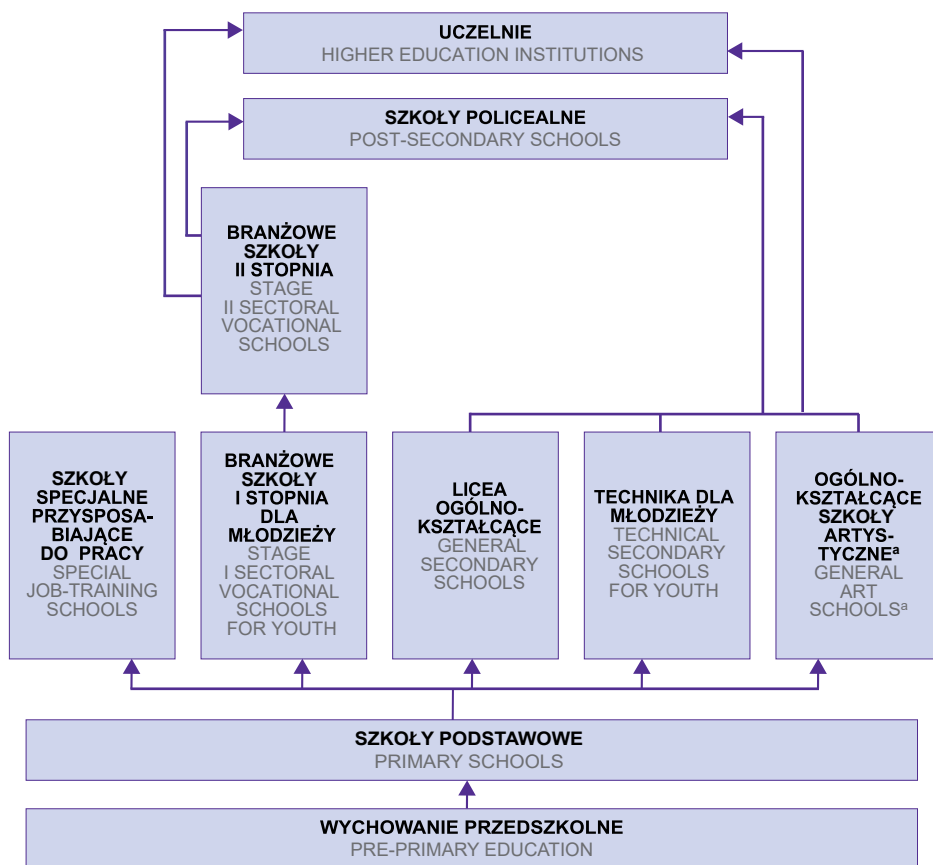 UCZELNIE
HIGHER EDUCATION INSTITUTIONS
SZKOŁY POLICEALNE
POST-SECONDARY SCHOOLS
BRANŻOWE
SZKOŁY
II STOPNIA
STAGE
II SECTORAL
VOCATIONAL
SCHOOLS
SZKOŁY
SPECJALNE
PRZYSPOSA-
BIAJĄCE
DO PRACY
SPECIAL
JOB-TRAINING
SCHOOLS
BRANŻOWE
SZKOŁY
I STOPNIA
DLA
MŁODZIEŻY
STAGE
I SECTORAL
VOCATIONAL
SCHOOLS
FOR YOUTH
LICEA
OGÓLNO-
KSZTAŁCĄCE
GENERAL
SECONDARY
SCHOOLS
TECHNIKA DLA
MŁODZIEŻY
TECHNICAL
SECONDARY
SCHOOLS
FOR YOUTH
OGÓLNO-
KSZTAŁCĄCE
SZKOŁY
ARTYS-
TYCZNEᵃ
GENERAL
ART
SCHOOLSᵃ
SZKOŁY PODSTAWOWE
PRIMARY SCHOOLS
WYCHOWANIE PRZEDSZKOLNE
PRE-PRIMARY EDUCATION